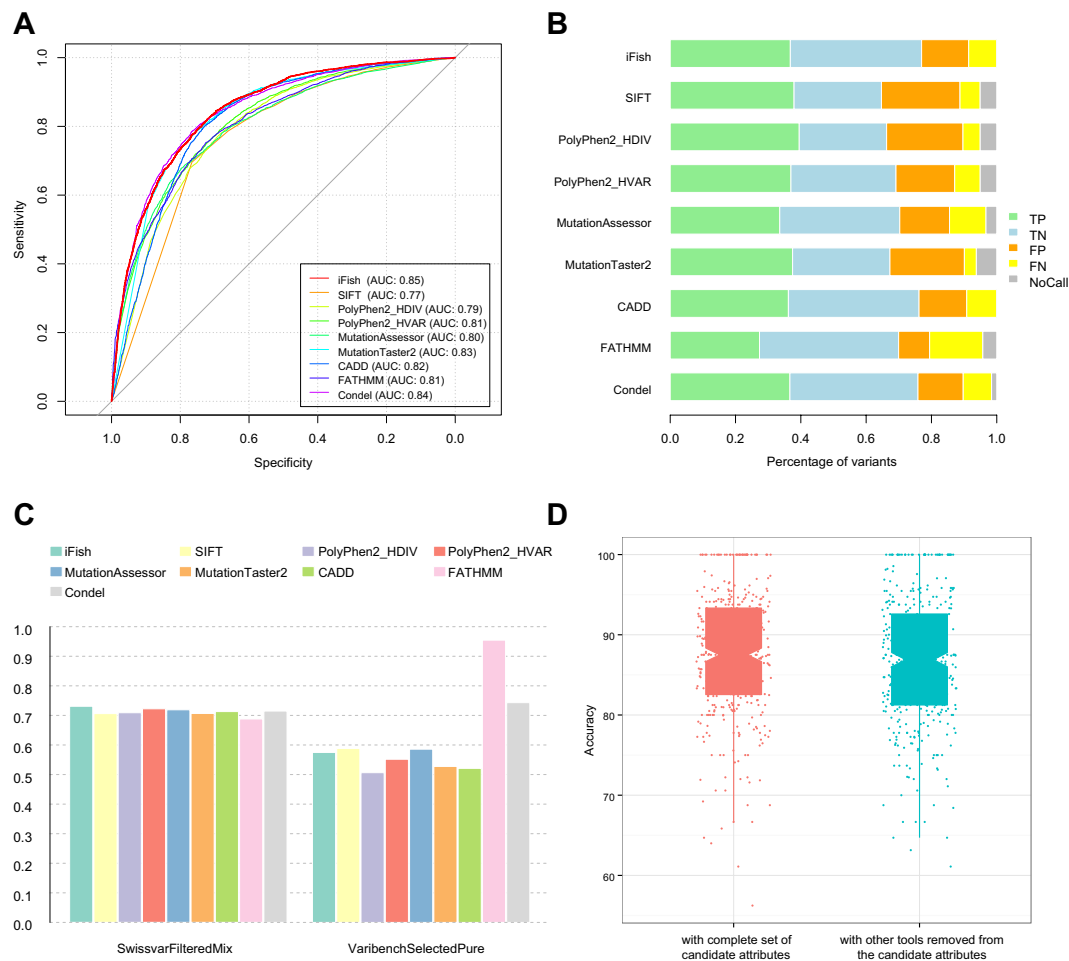 A
1.0
0.8
0.6
0.4
0.2
0.0
Sensitivity
iFish (AUC: 0.85)
SIFT (AUC: 0.77)
PolyPhen2_HDIV (AUC: 0.79)
PolyPhen2_HVAR (AUC: 0.81)
MutationAssessor (AUC: 0.80)
MutationTaster2 (AUC: 0.83)
CADD (AUC: 0.82)
FATHMM (AUC: 0.81)
Condel (AUC: 0.84)
1.0 0.8 0.6 0.4 0.2 0.0
Specificity
B
iFish
SIFT
PolyPhen2_HDIV
PolyPhen2_HVAR
MutationAssessor
MutationTaster2
CADD
FATHMM
Condel
0.0 0.2 0.4 0.6 0.8 1.0
Percentage of variants
TP
TN
FP
FN
NoCall
C
iFish SIFT PolyPhen2_HDIV PolyPhen2_HVAR
MutationAssessor MutationTaster2 CADD FATHMM
Condel
1.0
0.9
0.8
0.7
0.6
0.5
0.4
0.3
0.2
0.1
0.0
SwissvarFilteredMix VaribenchSelectedPure
D
100
90
80
70
60
Accuracy
with complete set of
candidate attributes
with other tools removed from
the candidate attributes